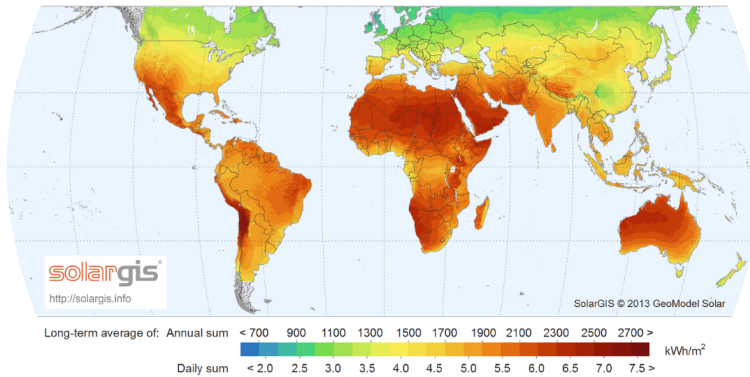 solargis®
http://solargis.info
SolarGIS © 2013 GeoModel Solar
Long-term average of: Annual sum < 700 900 1100 1300 1500 1700 1900 2100 2300 2500 2700 >
kWh/m²
Daily sum < 2.0 2.5 3.0 3.5 4.0 4.5 5.0 5.5 6.0 6.5 7.0 7.5 >